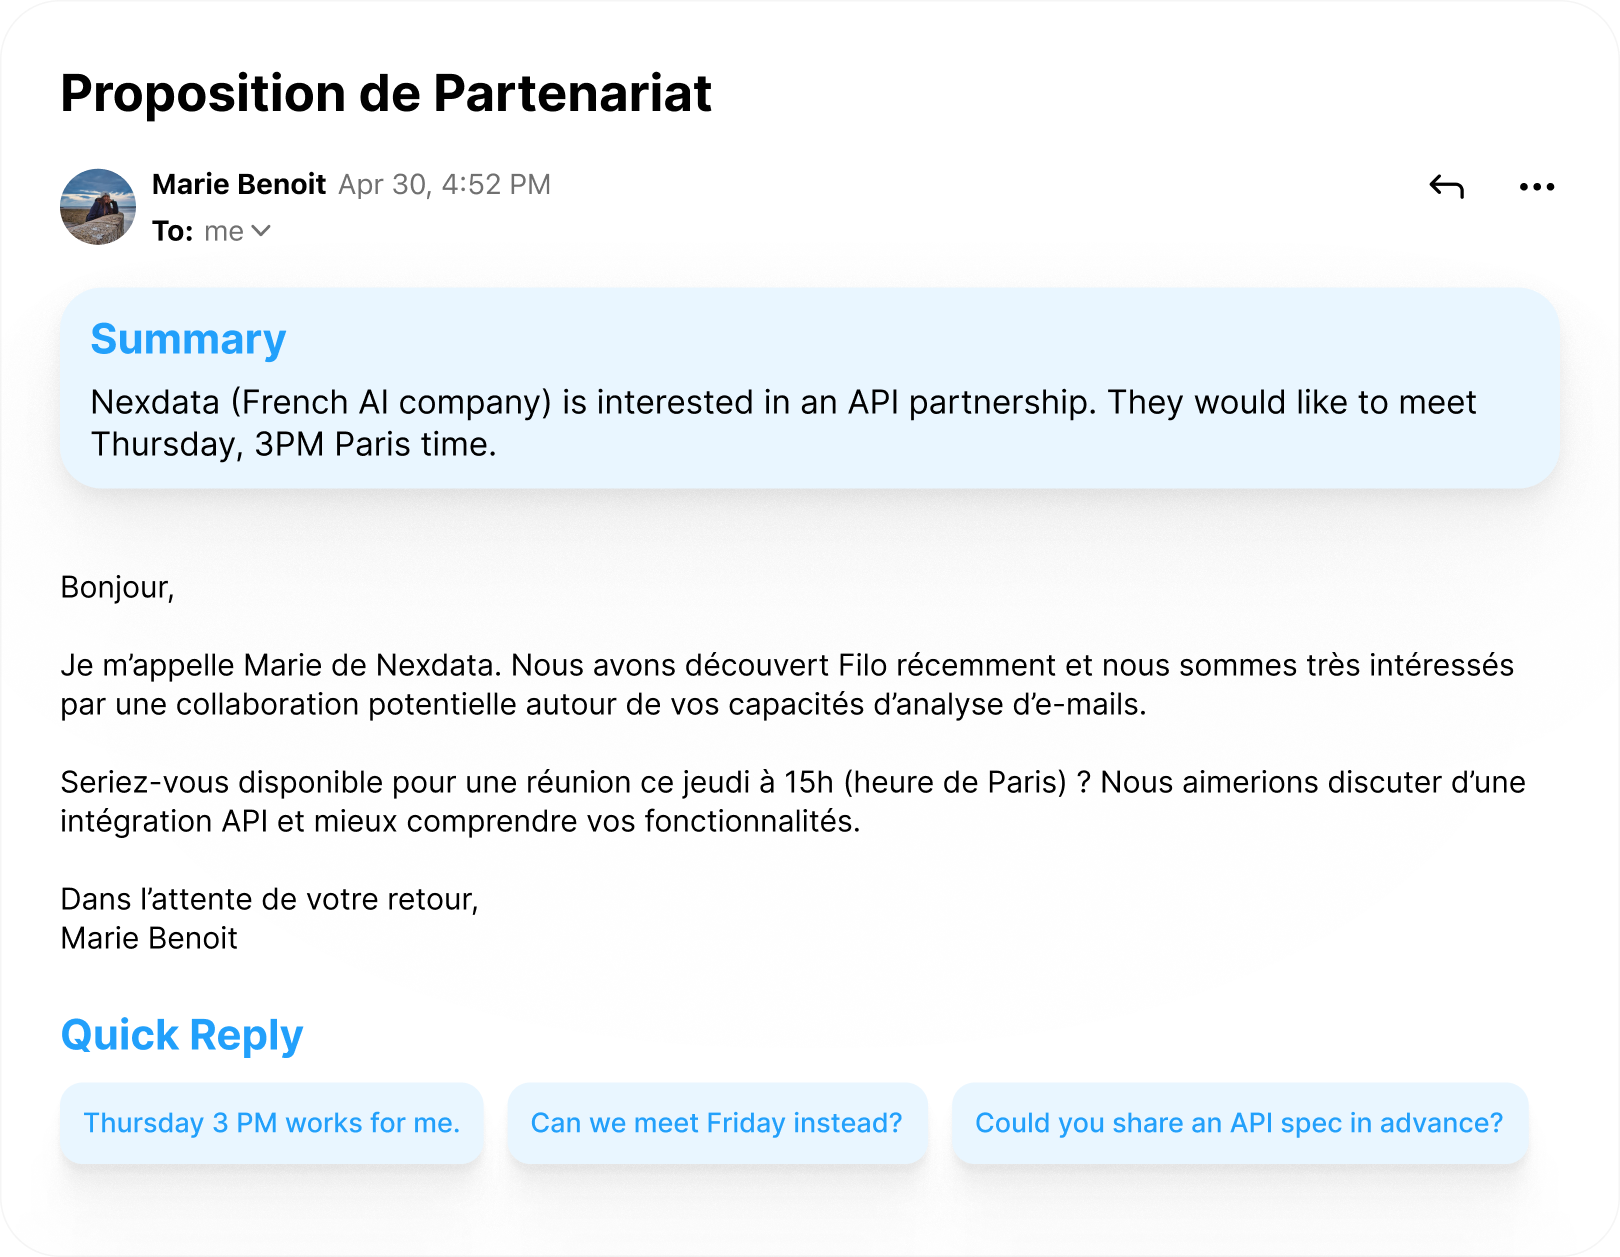 Proposition de Partenariat
Marie Benoit Apr 30, 4:52 PM
To: me
Summary
Nexdata (French AI company) is interested in an API partnership. They would like to meet
Thursday, 3PM Paris time.
Bonjour,
Je m’appelle Marie de Nexdata. Nous avons découvert Filo récemment et nous sommes très intéressés
par une collaboration potentielle autour de vos capacités d’analyse d’e-mails.
Seriez-vous disponible pour une réunion ce jeudi à 15h (heure de Paris) ? Nous aimerions discuter d’une
intégration API et mieux comprendre vos fonctionnalités.
Dans l’attente de votre retour,
Marie Benoit
Quick Reply
Thursday 3 PM works for me.
Can we meet Friday instead?
Could you share an API spec in advance?